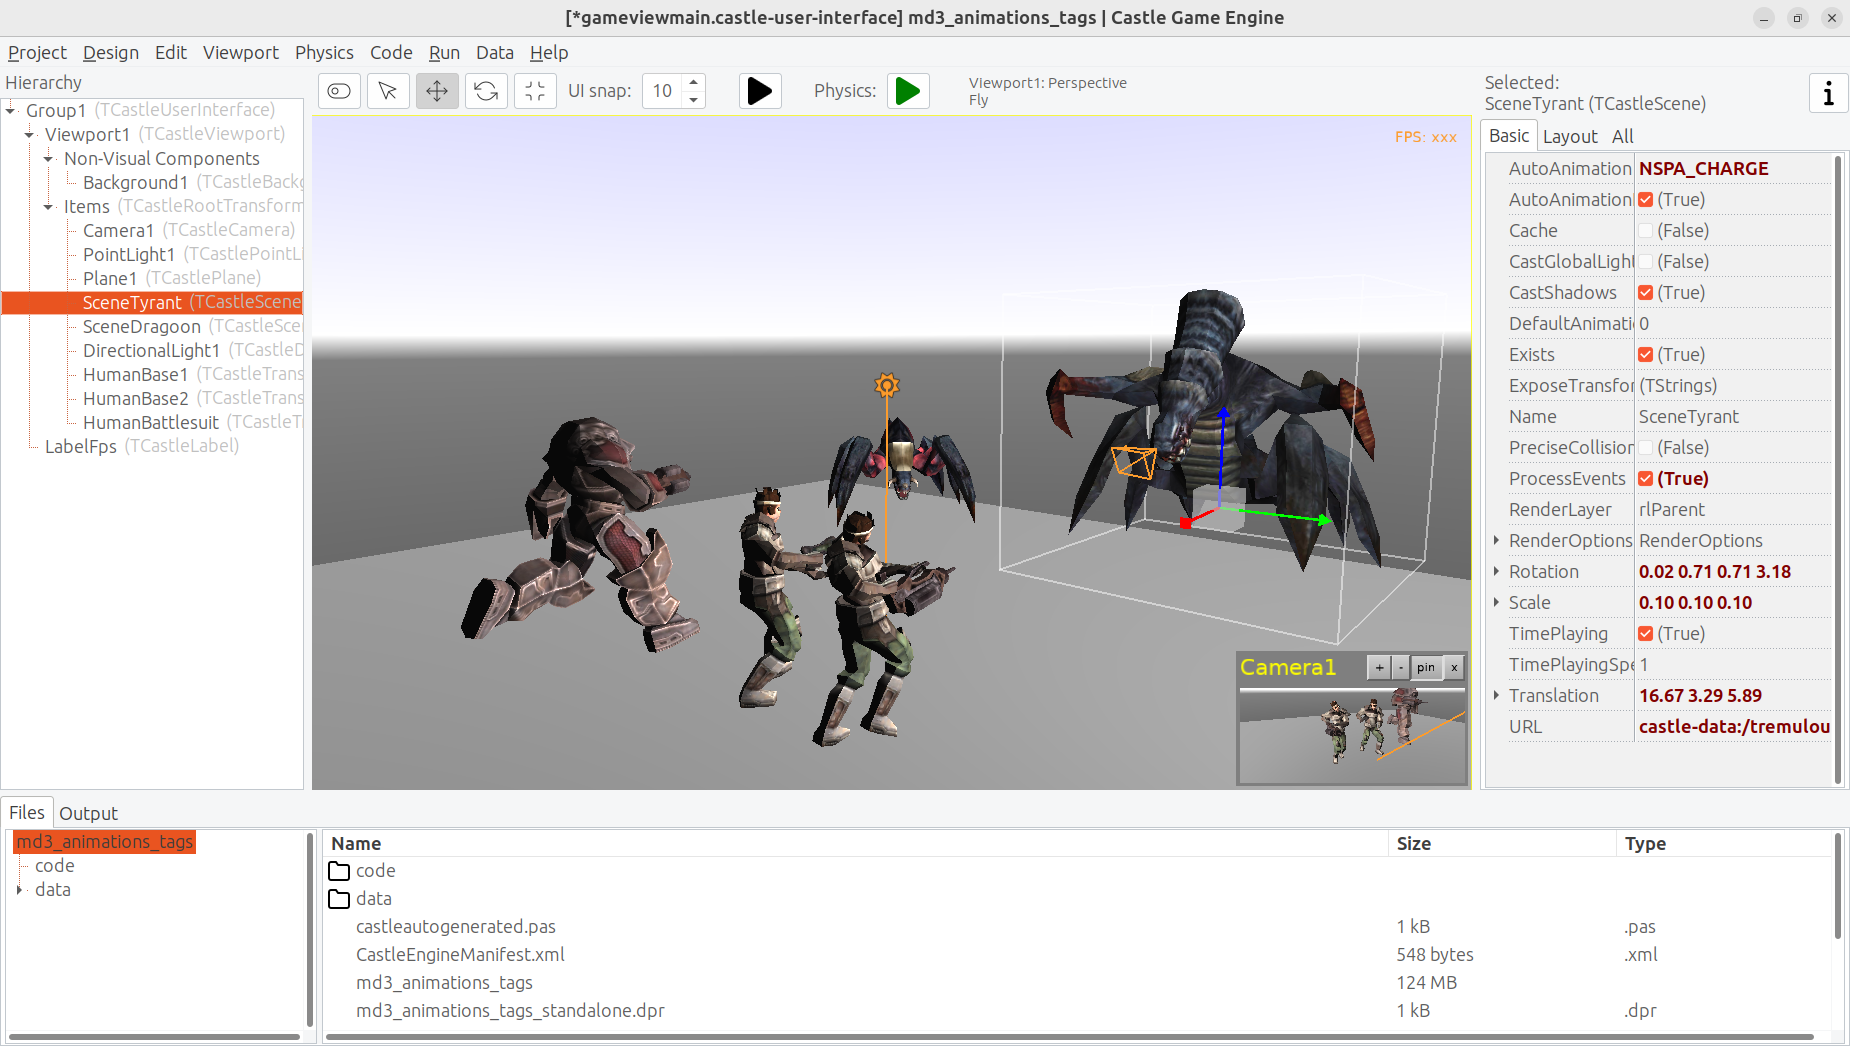 [*gameviewmain.castle-user-interface] md3_animations_tags | Castle Game Engine
Project Design Edit Viewport Physics Code Run Data Help
Hierarchy
Group1 (TCastleUserInterface)
Viewport1 (TCastleViewport)
Non-Visual Components
Background1 (TCastleBackg
Items (TCastleRootTransform
Camera1 (TCastleCamera)
PointLight1 (TCastlePointLi
Plane1 (TCastlePlane)
SceneTyrant (TCastleScene
SceneDragoon (TCastleScen
DirectionalLight1 (TCastleD
HumanBase1 (TCastleTrans
HumanBase2 (TCastleTrans
HumanBattlesuit (TCastleT
LabelFps (TCastleLabel)
UI snap: 10
Physics:
Viewport1: Perspective
Fly
FPS: xxx
Camera1 + - pin x
Selected:
SceneTyrant (TCastleScene)
i
Basic Layout All
AutoAnimation NSPA_CHARGE
AutoAnimation (True)
Cache (False)
CastGlobalLight (False)
CastShadows (True)
DefaultAnimati 0
Exists (True)
ExposeTransfor (TStrings)
Name SceneTyrant
PreciseCollision (False)
ProcessEvents (True)
RenderLayer rlParent
RenderOptions RenderOptions
Rotation 0.02 0.71 0.71 3.18
Scale 0.10 0.10 0.10
TimePlaying (True)
TimePlayingSpe 1
Translation 16.67 3.29 5.89
URL castle-data:/tremulou
Files Output
md3_animations_tags
code
data
Name Size Type
code
data
castleautogenerated.pas 1 kB .pas
CastleEngineManifest.xml 548 bytes .xml
md3_animations_tags 124 MB
md3_animations_tags_standalone.dpr 1 kB .dpr